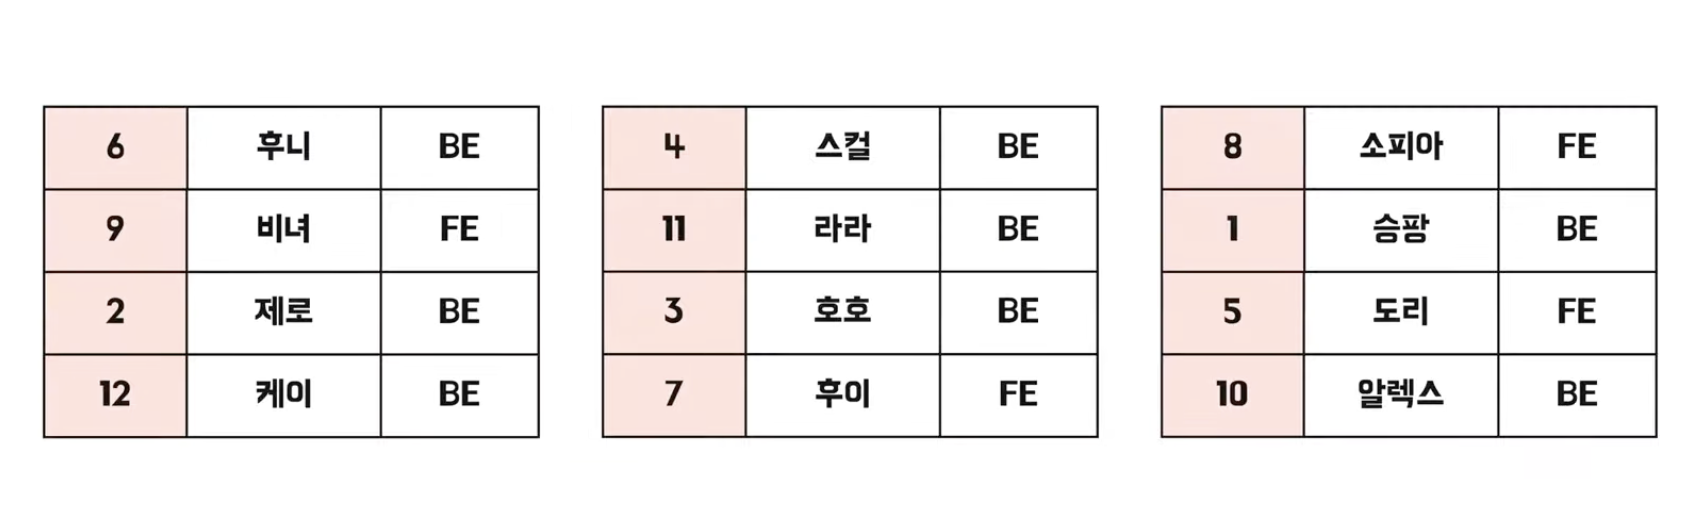 6 후니 BE
9 비녀 FE
2 제로 BE
12 케이 BE
4 스컬 BE
11 라라 BE
3 호호 BE
7 후이 FE
8 소피아 FE
1 승팡 BE
5 도리 FE
10 알렉스 BE